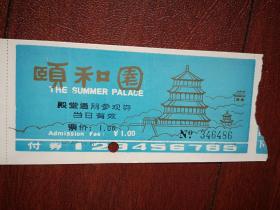 頤和園
THE SUMMER PALACE
殿堂通用参观券
当日有效
票价：1.00
Admission Fee: ¥1.00
№ 346486
付券 123456789